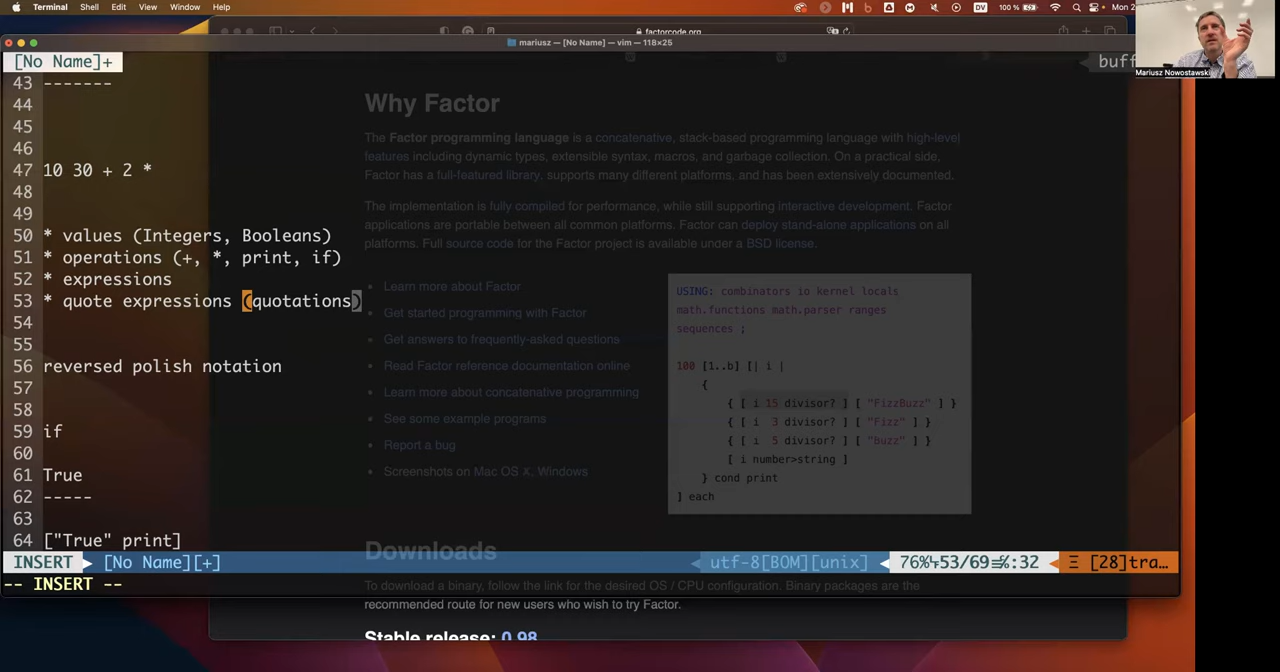 Terminal Shell Edit View Window Help 100 % DV Mon 2
factorcode.org
mariusz — [No Name] — vim — 118×25
Mariusz Nowostawski
[No Name]+ buff
43 -------
44
45
46
47 10 30 + 2 *
48
49
50 * values (Integers, Booleans)
51 * operations (+, *, print, if)
52 * expressions
53 * quote expressions (quotations)
54
55
56 reversed polish notation
57
58
59 if
60
61 True
62 -----
63
64 ["True" print]
INSERT [No Name][+] utf-8[BOM][unix] 76% 53/69 :32 Ξ [28]tra…
-- INSERT --
Why Factor
The Factor programming language is a concatenative, stack-based programming language with high-level
features including dynamic types, extensible syntax, macros, and garbage collection. On a practical side,
Factor has a full-featured library, supports many different platforms, and has been extensively documented.
The implementation is fully compiled for performance, while still supporting interactive development. Factor
applications are portable between all common platforms. Factor can deploy stand-alone applications on all
platforms. Full source code for the Factor project is available under a BSD license.
Learn more about Factor
Get started programming with Factor
Get answers to frequently-asked questions
Read Factor reference documentation online
Learn more about concatenative programming
See some example programs
Report a bug
Screenshots on Mac OS X, Windows
USING: combinators io kernel locals
math.functions math.parser ranges
sequences ;
100 [1..b] [| i |
{
{ [ i 15 divisor? ] [ "FizzBuzz" ] }
{ [ i 3 divisor? ] [ "Fizz" ] }
{ [ i 5 divisor? ] [ "buzz" ] }
[ i number>string ]
} cond print
] each
Downloads
To download a binary, follow the link for the desired OS / CPU configuration. Binary packages are the
recommended route for new users who wish to try Factor.
Stable release: 0.98